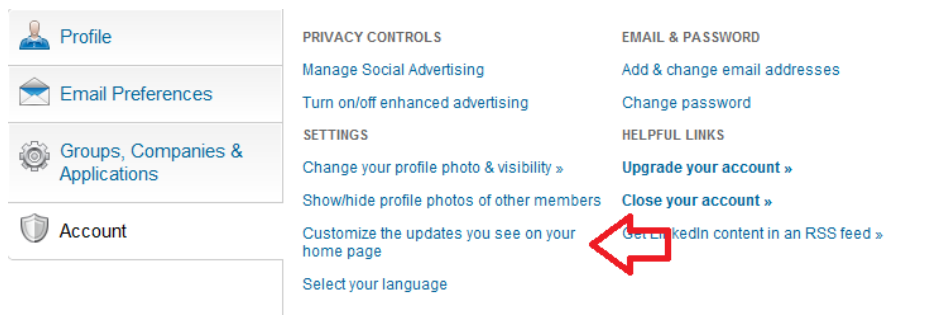 Profile
Email Preferences
Groups, Companies &
Applications
Account
PRIVACY CONTROLS
Manage Social Advertising
Turn on/off enhanced advertising
SETTINGS
Change your profile photo & visibility »
Show/hide profile photos of other members
Customize the updates you see on your
home page
Select your language
EMAIL & PASSWORD
Add & change email addresses
Change password
HELPFUL LINKS
Upgrade your account »
Close your account »
Get LinkedIn content in an RSS feed »